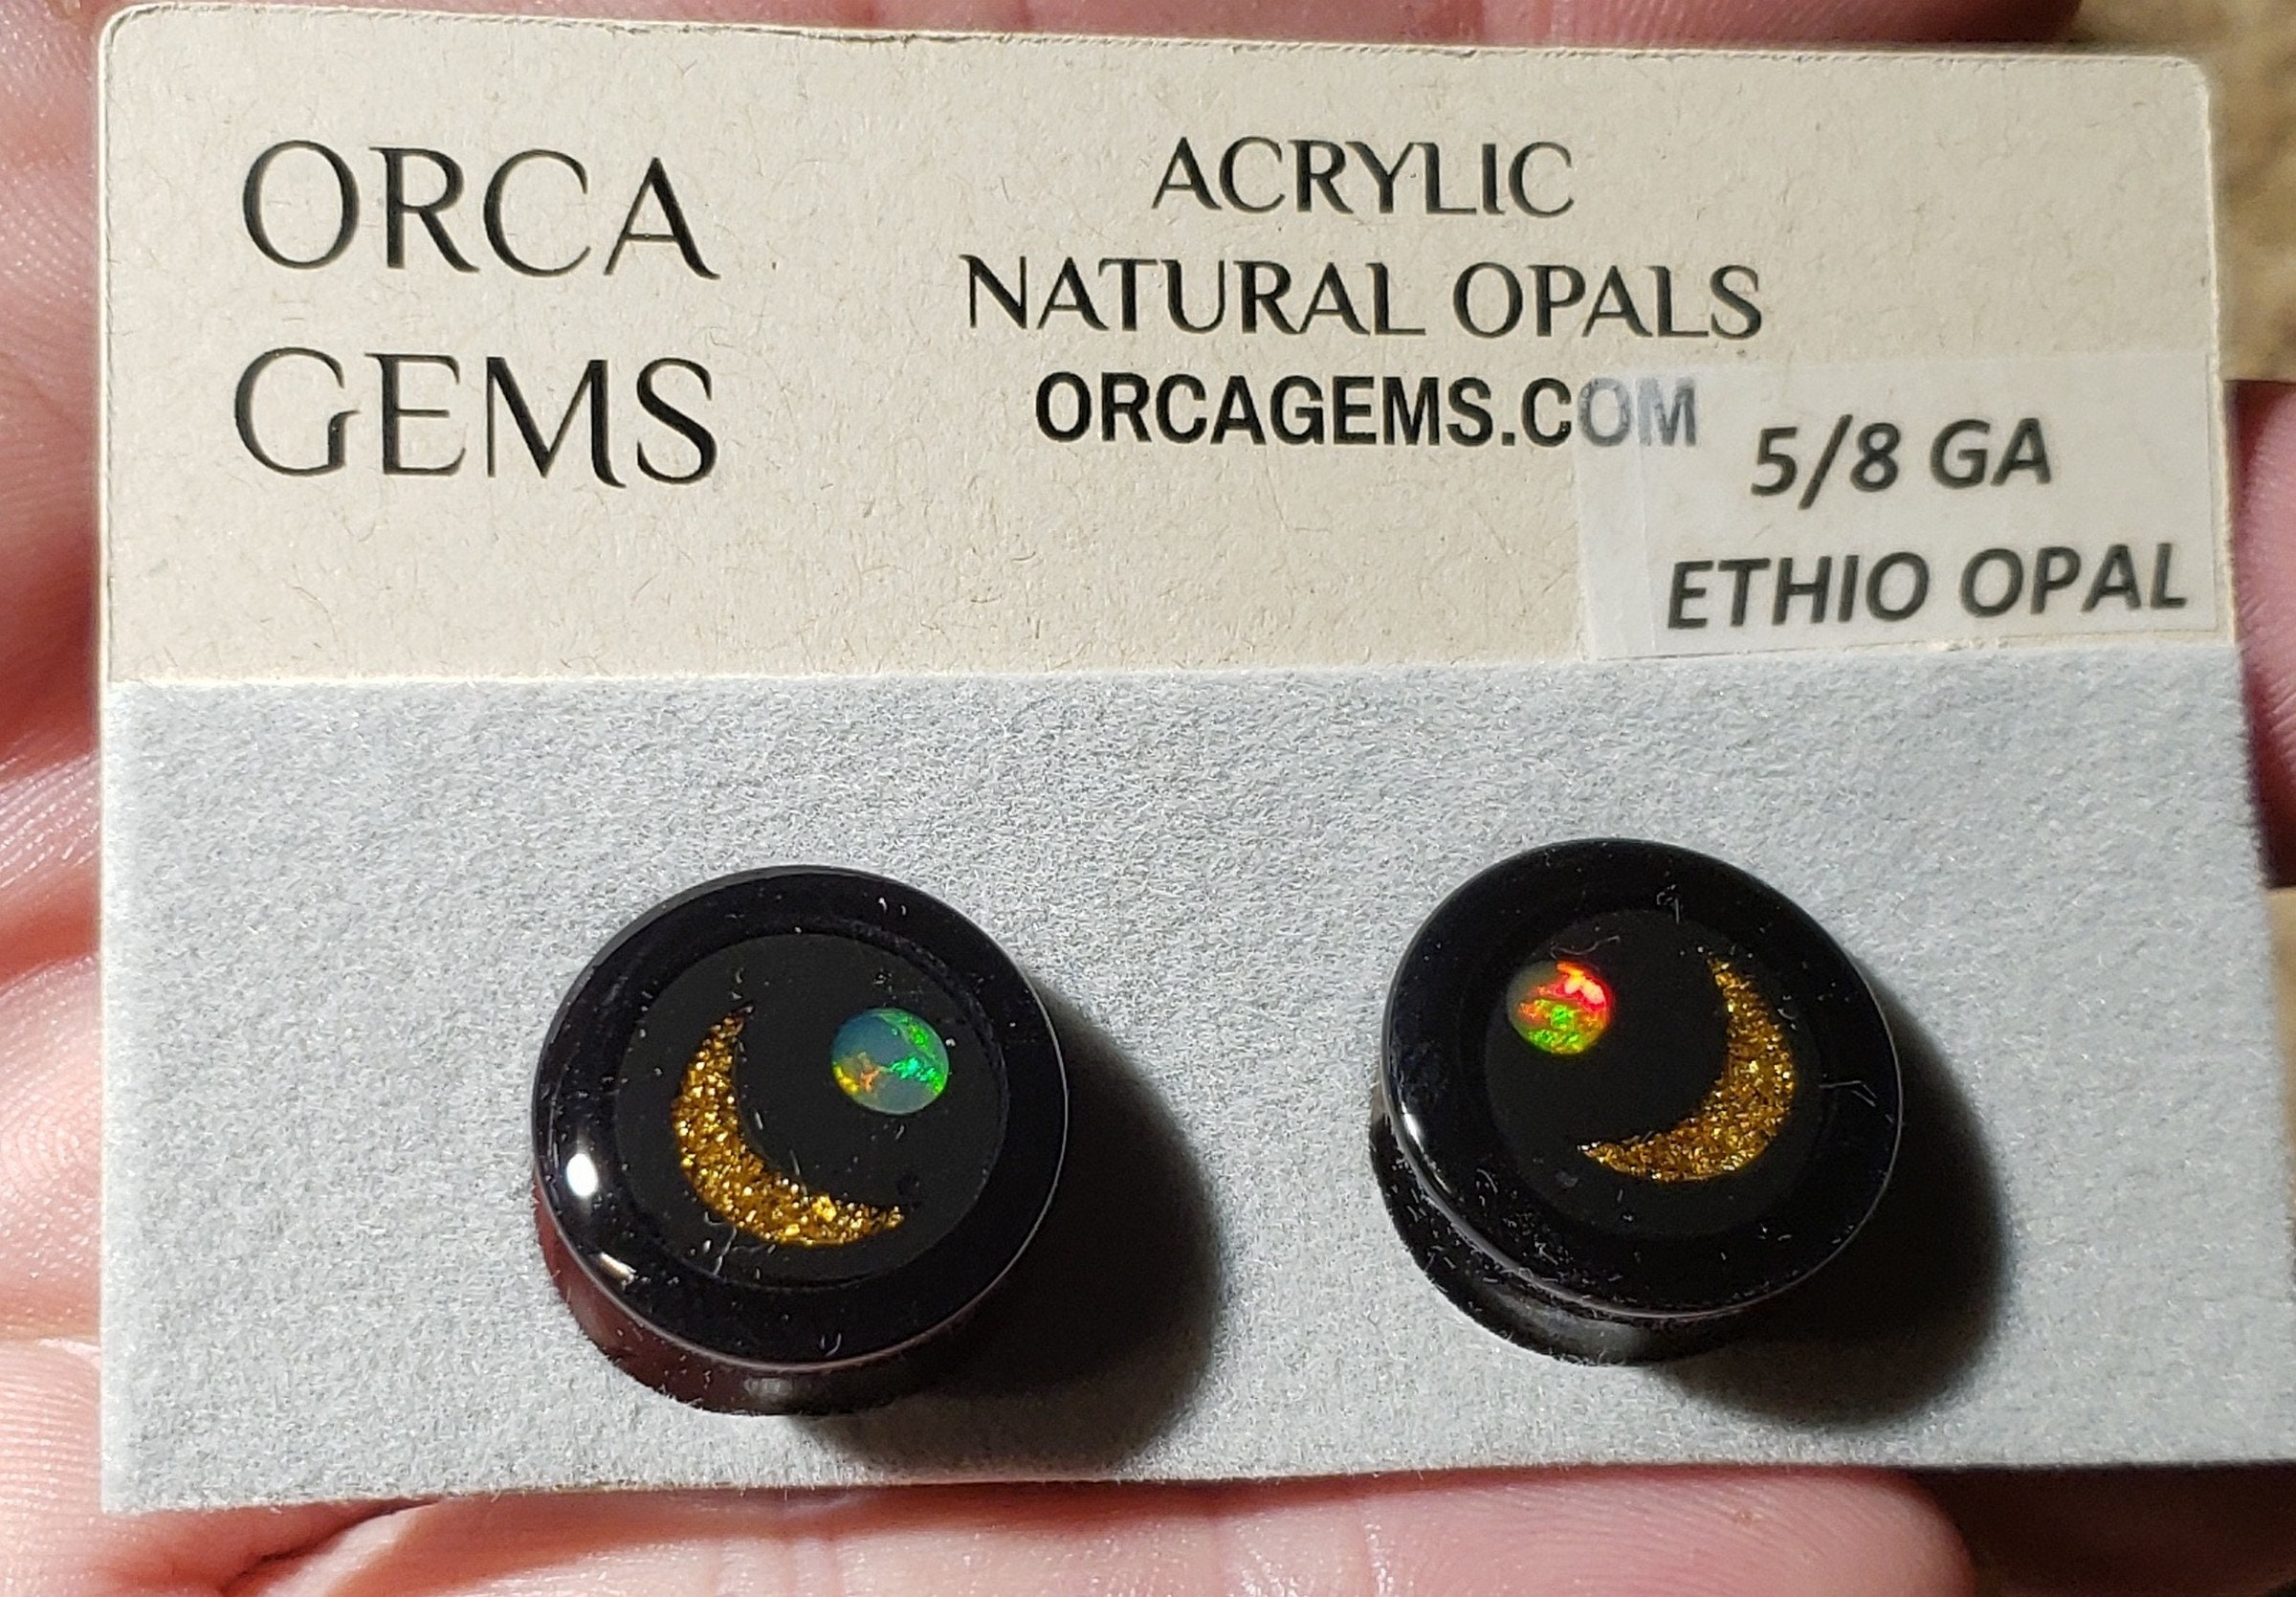 ORCA
GEMS
ACRYLIC
NATURAL OPALS
ORCAGEMS.COM
5/8 GA
ETHIO OPAL